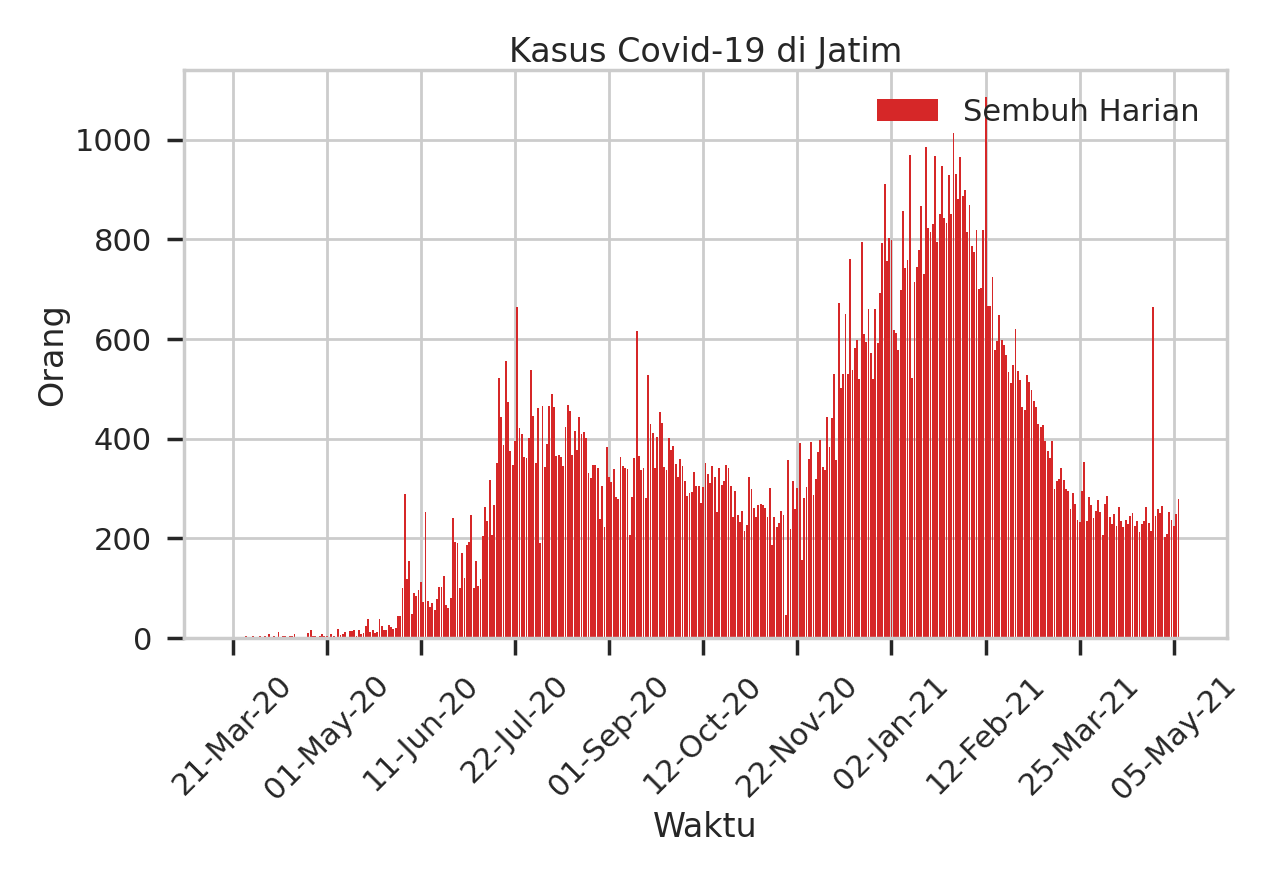 Kasus Covid-19 di Jatim
Sembuh Harian
Orang
1000
800
600
400
200
0
21-Mar-20
01-May-20
11-Jun-20
22-Jul-20
01-Sep-20
12-Oct-20
22-Nov-20
02-Jan-21
12-Feb-21
25-Mar-21
05-May-21
Waktu